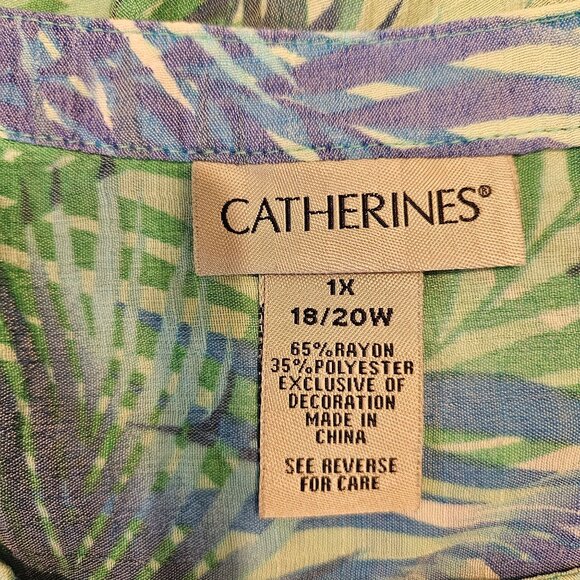 CATHERINES®
1X
18/20W
65%RAYON
35%POLYESTER
EXCLUSIVE OF
DECORATION
MADE IN
CHINA
SEE REVERSE
FOR CARE